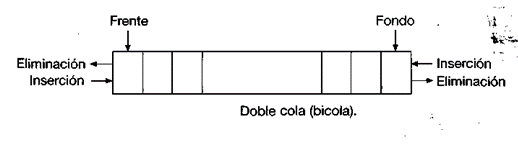 Frente
Fondo
Eliminación
Inserción
Inserción
Eliminación
Doble cola (bicola).